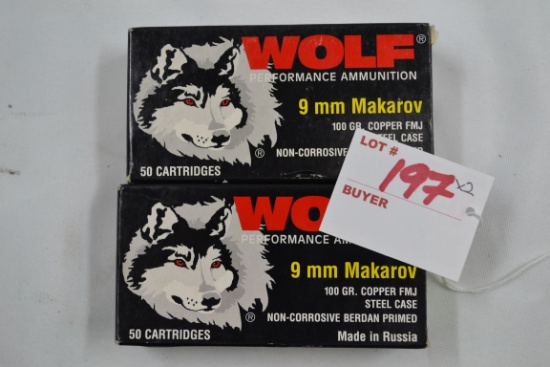 WOLF®
PERFORMANCE AMMUNITION
9 mm Makarov
100 GR. COPPER FMJ
STEEL CASE
® NON-CORROSIVE
50 CARTRIDGES
LOT # 197 x2
BUYER
WOLF
PERFORMANCE
9 mm Makarov
100 GR. COPPER FMJ
STEEL CASE
® NON-CORROSIVE BERDAN PRIMED
50 CARTRIDGES Made in Russia